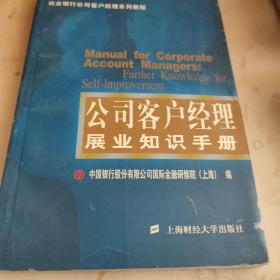 商业银行公司客户经理系列教程
Manual for Corporate
Account Managers:
Further Knowledge for
Self-improvement
公司客户经理
展业知识手册
中国银行股份有限公司国际金融研修院（上海） 编
上海财经大学出版社